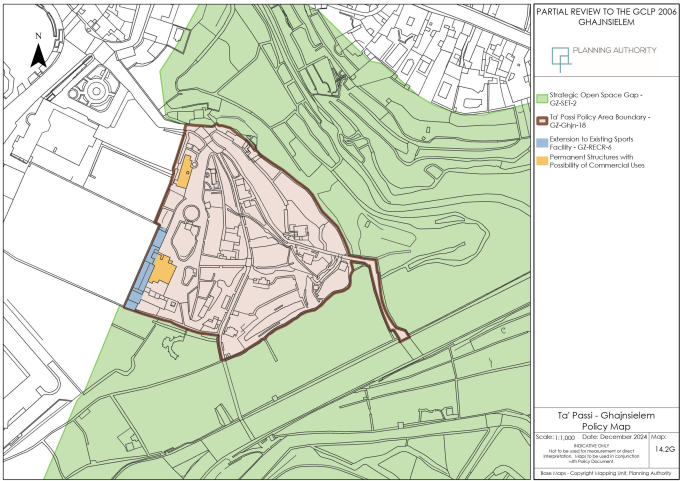 PARTIAL REVIEW TO THE GCLP 2006
GHAJNSIELEM
PLANNING AUTHORITY
N
Strategic Open Space Gap -
GZ-SET-2
Ta' Passi Policy Area Boundary -
GZ-Ghjn-18
Extension to Existing Sports
Facility - GZ-RECR-6
Permanent Structures with
Possibility of Commercial Uses
Ta' Passi - Ghajnsielem
Policy Map
Scale: 1:1,000 Date: December 2024 Map:
14.2G
INDICATIVE ONLY
Not to be used for measurement or direct
interpretation. Maps to be used in conjunction
with Policy Document.
Base Maps - Copyright Mapping Unit, Planning Authority